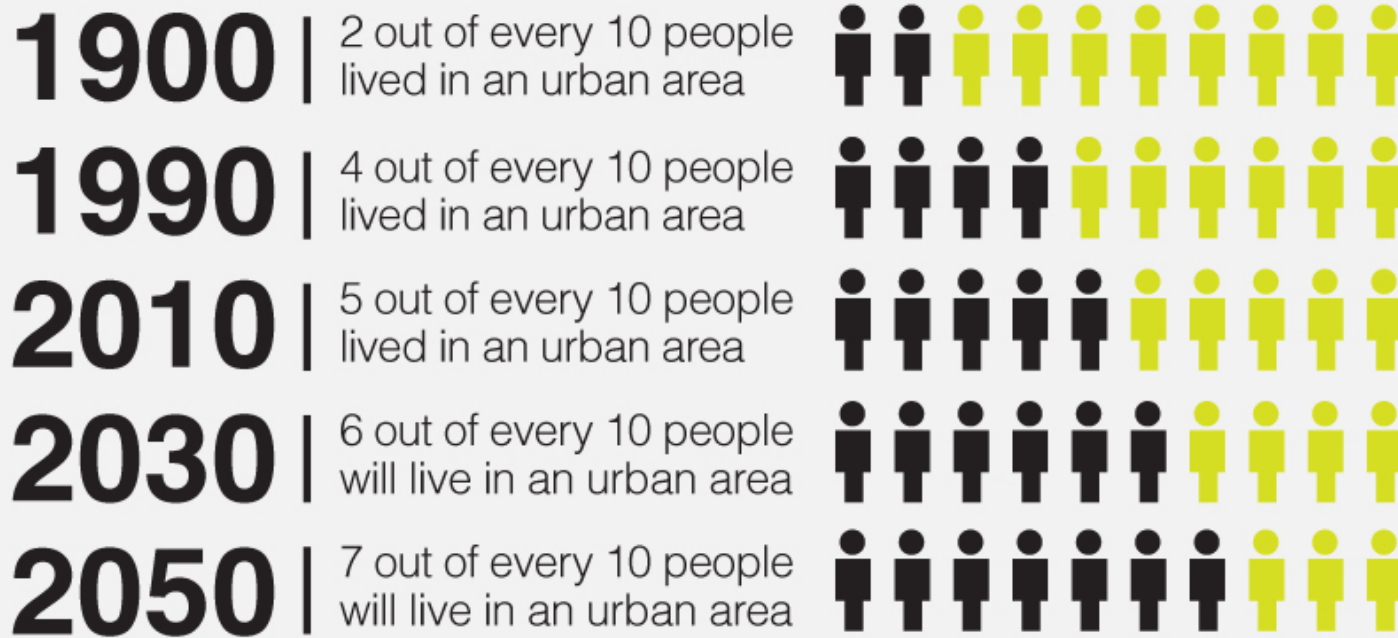 1900
2 out of every 10 people
lived in an urban area
1990
4 out of every 10 people
lived in an urban area
2010
5 out of every 10 people
lived in an urban area
2030
6 out of every 10 people
will live in an urban area
2050
7 out of every 10 people
will live in an urban area